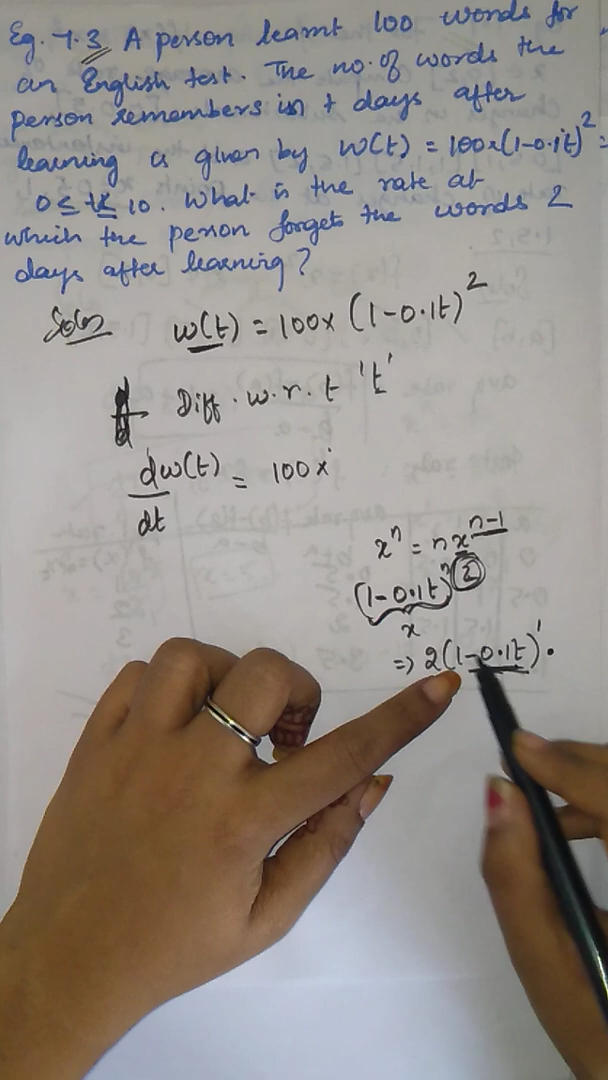 Eg. 7.3 A person learnt 100 words for
an English test. The no. of words the
person remembers in t days after
learning is given by W(t) = 100×(1-0.1t)² =
0 ≤ t ≤ 10. What is the rate at
which the person forgets the words 2
days after learning?
Soln W(t) = 100× (1-0.1t)²
Diff. w. r. t 't'
dw(t)/dt = 100×
xⁿ = nxⁿ⁻¹
(1-0.1t)ⁿ ②
x
=> 2(1-0.1t)¹ .